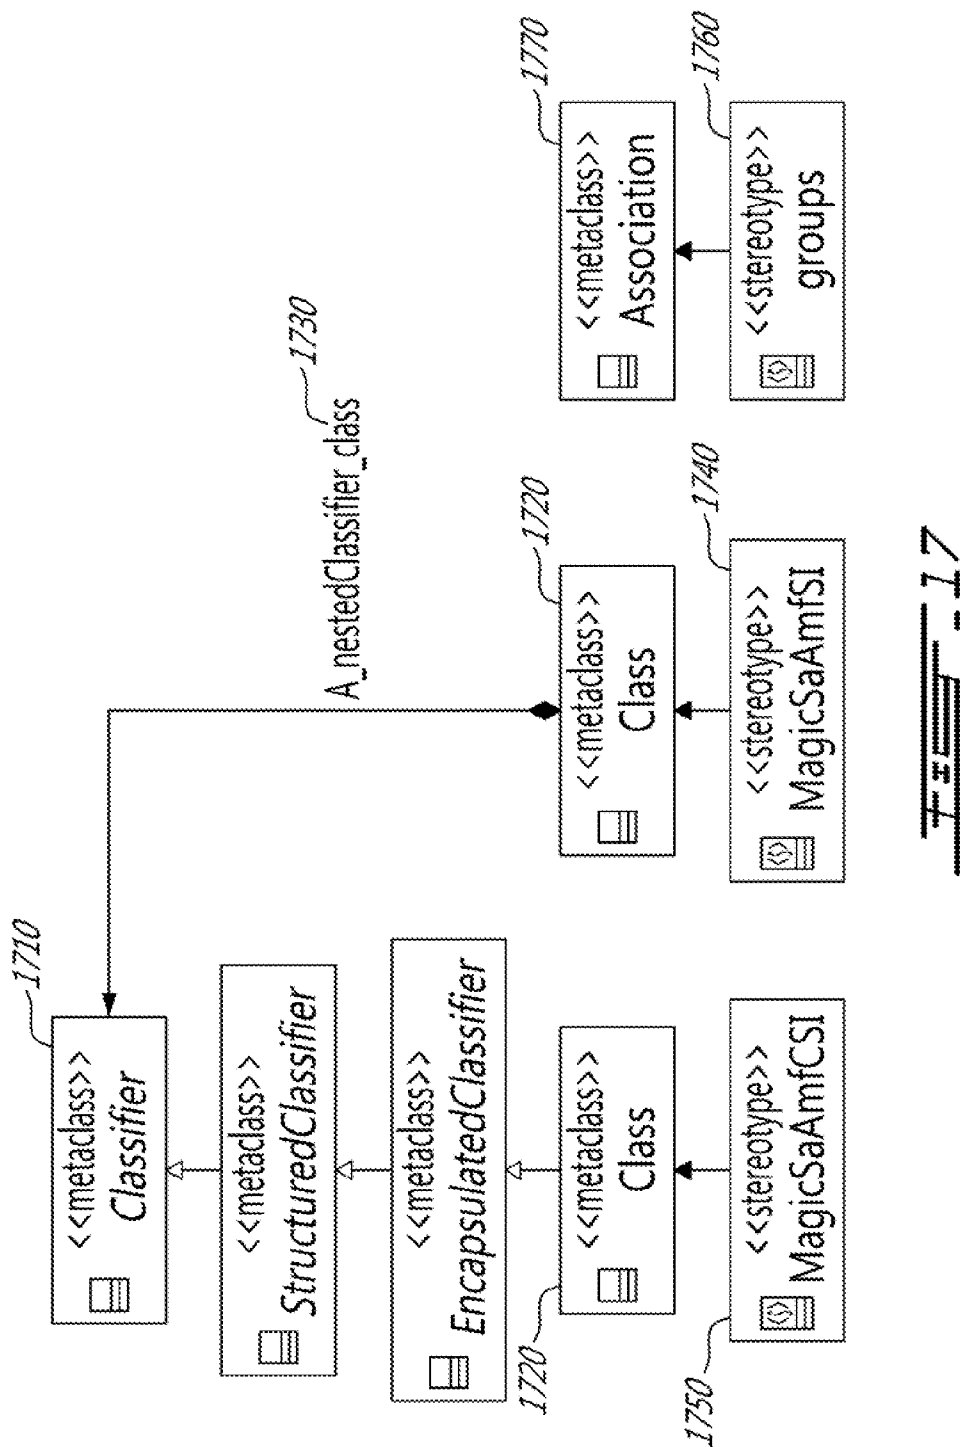 1710
<<metaclass>>
Classifier
<<metaclass>>
StructuredClassifier
<<metaclass>>
EncapsulatedClassifier
1720
<<metaclass>>
Class
1750
<<stereotype>>
MagicSaAmfCSI
A_nestedClassifier_class
1730
1720
<<metaclass>>
Class
1740
<<stereotype>>
MagicSaAmfSI
1770
<<metaclass>>
Association
1760
<<stereotype>>
groups
FIG. 17